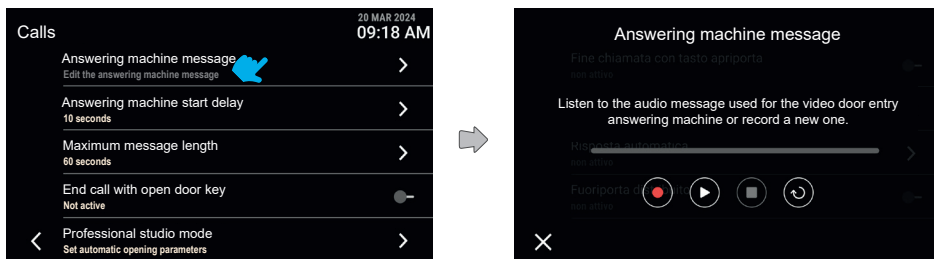 Calls
20 MAR 2024
09:18 AM
Answering machine message
Edit the answering machine message
Answering machine start delay
10 seconds
Maximum message length
60 seconds
End call with open door key
Not active
Professional studio mode
Set automatic opening parameters
Answering machine message
Fine chiamata con tasto apriporta
non attivo
Listen to the audio message used for the video door entry
answering machine or record a new one.
Risposta automatica
non attivo
Fuoriporta
non attivo